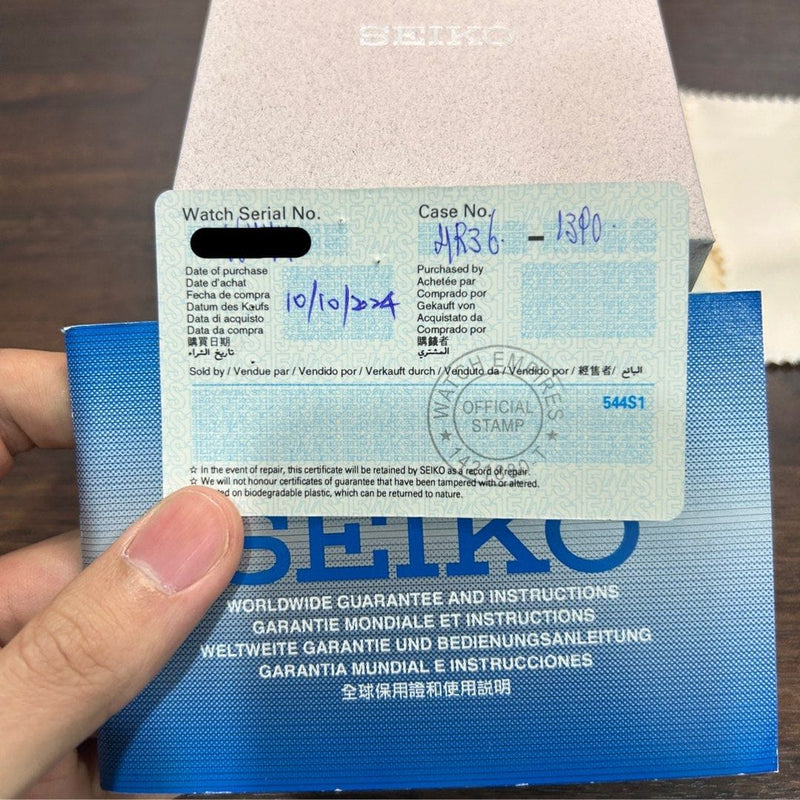 SEIKO
Watch Serial No.
Case No.
4R36 - 13P0
Date of purchase
Date d'achat
Fecha de compra
Datum des Kaufs
Data di acquisto
Data da compra
購買日期
تاريخ الشراء
10/10/2024
Purchased by
Achetée par
Comprado por
Gekauft von
Acquistato da
Comprado por
購錶者
المشتري
Sold by / Vendue par / Vendido por / Verkauft durch / Venduto da / Vendido por / 經售者 / البائع
544S1
WATCH EMPIRES
OFFICIAL
STAMP
☆ In the event of repair, this certificate will be retained by SEIKO as a record of repair.
☆ We will not honour certificates of guarantee that have been tampered with or altered.
on biodegradable plastic, which can be returned to nature.
SEIKO
WORLDWIDE GUARANTEE AND INSTRUCTIONS
GARANTIE MONDIALE ET INSTRUCTIONS
WELTWEITE GARANTIE UND BEDIENUNGSANLEITUNG
GARANTIA MUNDIAL E INSTRUCCIONES
全球保用證和使用說明